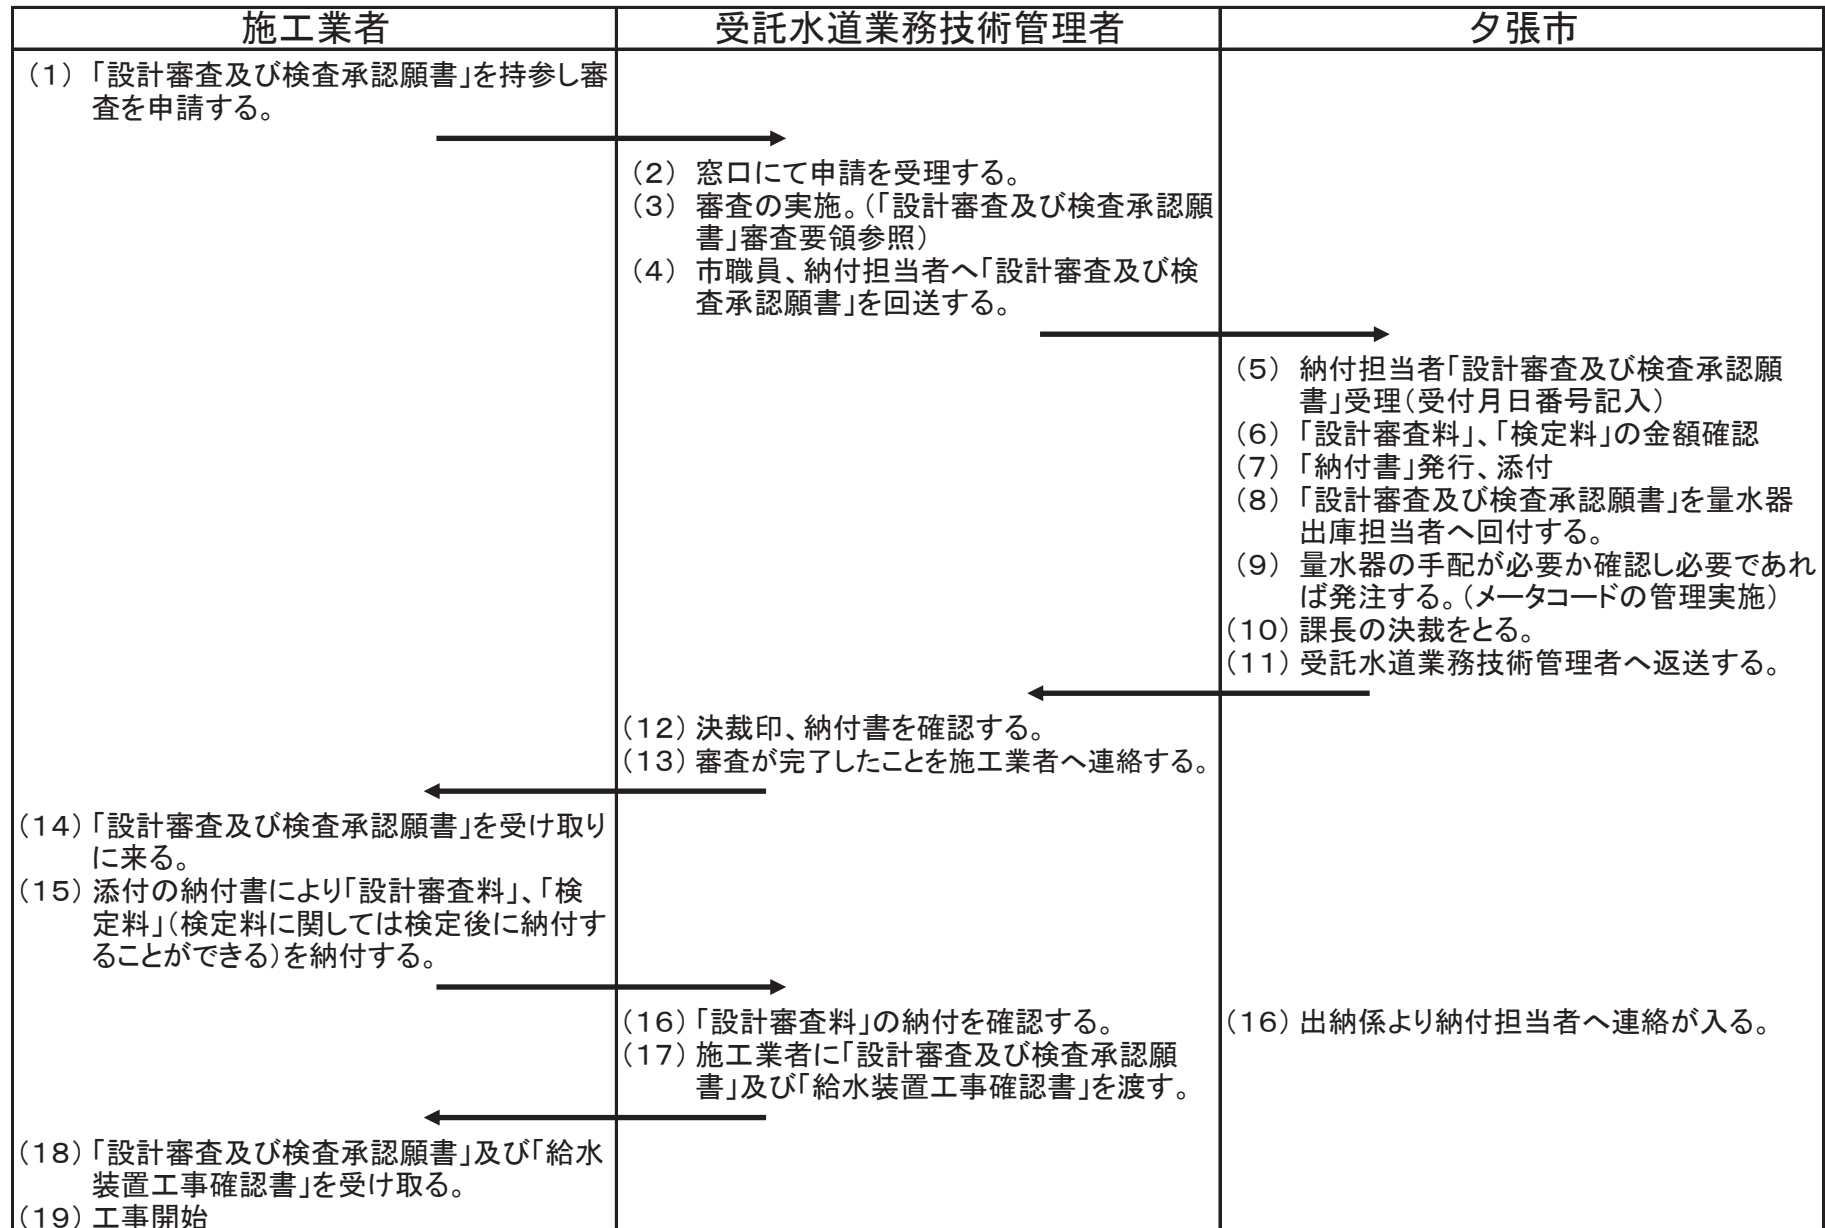 施工業者
受託水道業務技術管理者
夕張市
（1）「設計審査及び検査承認願書」を持参し審
査を申請する。
（2） 窓口にて申請を受理する。
（3） 審査の実施。（「設計審査及び検査承認願
書」審査要領参照）
（4） 市職員、納付担当者へ「設計審査及び検
査承認願書」を回送する。
（5） 納付担当者「設計審査及び検査承認願
書」受理（受付月日番号記入）
（6）「設計審査料」、「検定料」の金額確認
（7）「納付書」発行、添付
（8）「設計審査及び検査承認願書」を量水器
出庫担当者へ回付する。
（9） 量水器の手配が必要か確認し必要であれ
ば発注する。（メータコードの管理実施）
（10） 課長の決裁をとる。
（11） 受託水道業務技術管理者へ返送する。
（12） 決裁印、納付書を確認する。
（13） 審査が完了したことを施工業者へ連絡する。
（14）「設計審査及び検査承認願書」を受け取り
に来る。
（15） 添付の納付書により「設計審査料」、「検
定料」（検定料に関しては検定後に納付す
ることができる）を納付する。
（16）「設計審査料」の納付を確認する。
（16） 出納係より納付担当者へ連絡が入る。
（17） 施工業者に「設計審査及び検査承認願
書」及び「給水装置工事確認書」を渡す。
（18）「設計審査及び検査承認願書」及び「給水
装置工事確認書」を受け取る。
（19） 工事開始